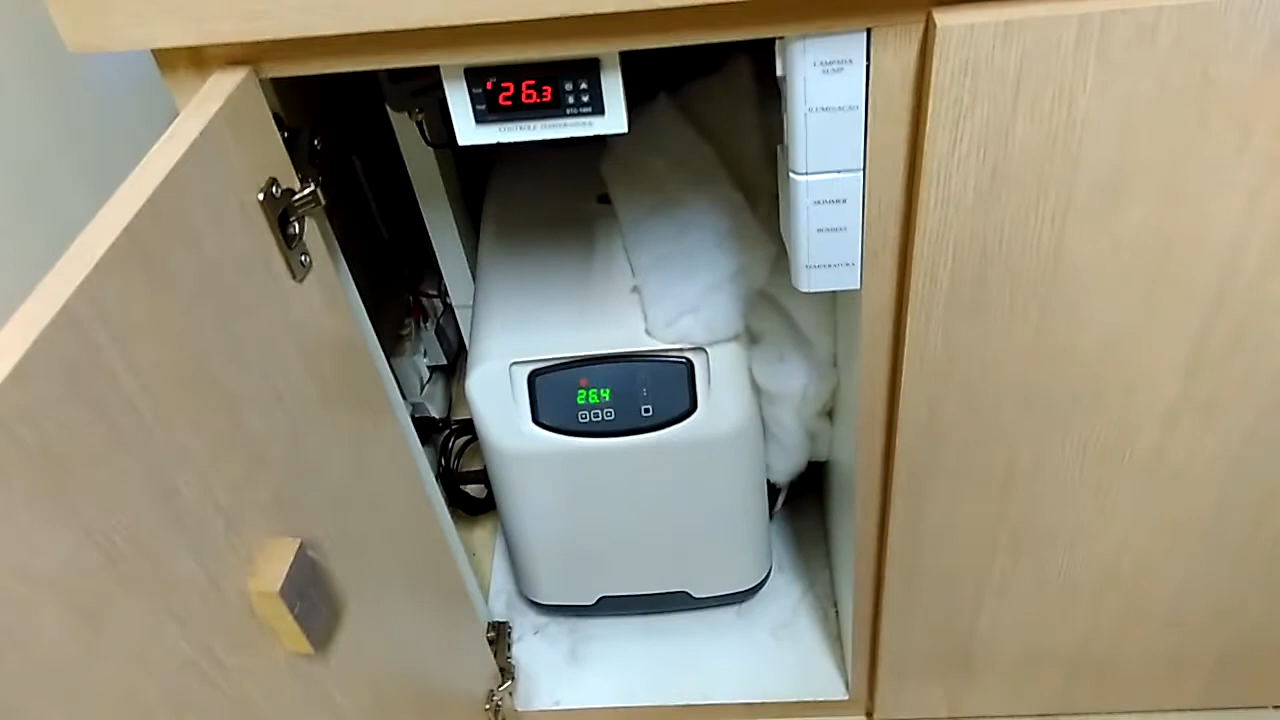 26.3
CONTROLE TEMPERATURA
LAMPADA
SUMP
ILUMINAÇÃO
SKIMMER
BOMBAS
TEMPERATURA
26.4